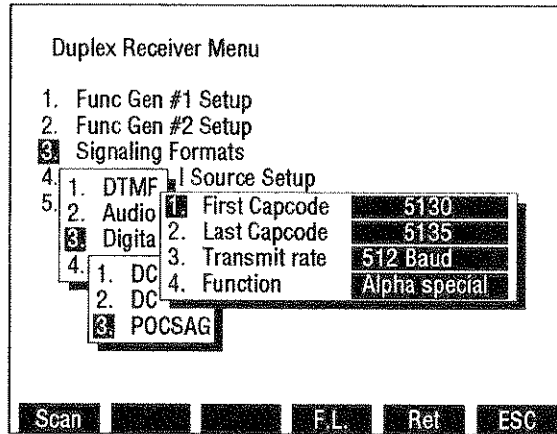 Duplex Receiver Menu
1. Func Gen #1 Setup
2. Func Gen #2 Setup
3. Signaling Formats
4. l Source Setup
5.
1. DTMF
2. Audio
3. Digita
4.
1. DC
2. DC
3. POCSAG
1. First Capcode 5130
2. Last Capcode 5135
3. Transmit rate 512 Baud
4. Function Alpha special
Scan F.L. Ret ESC